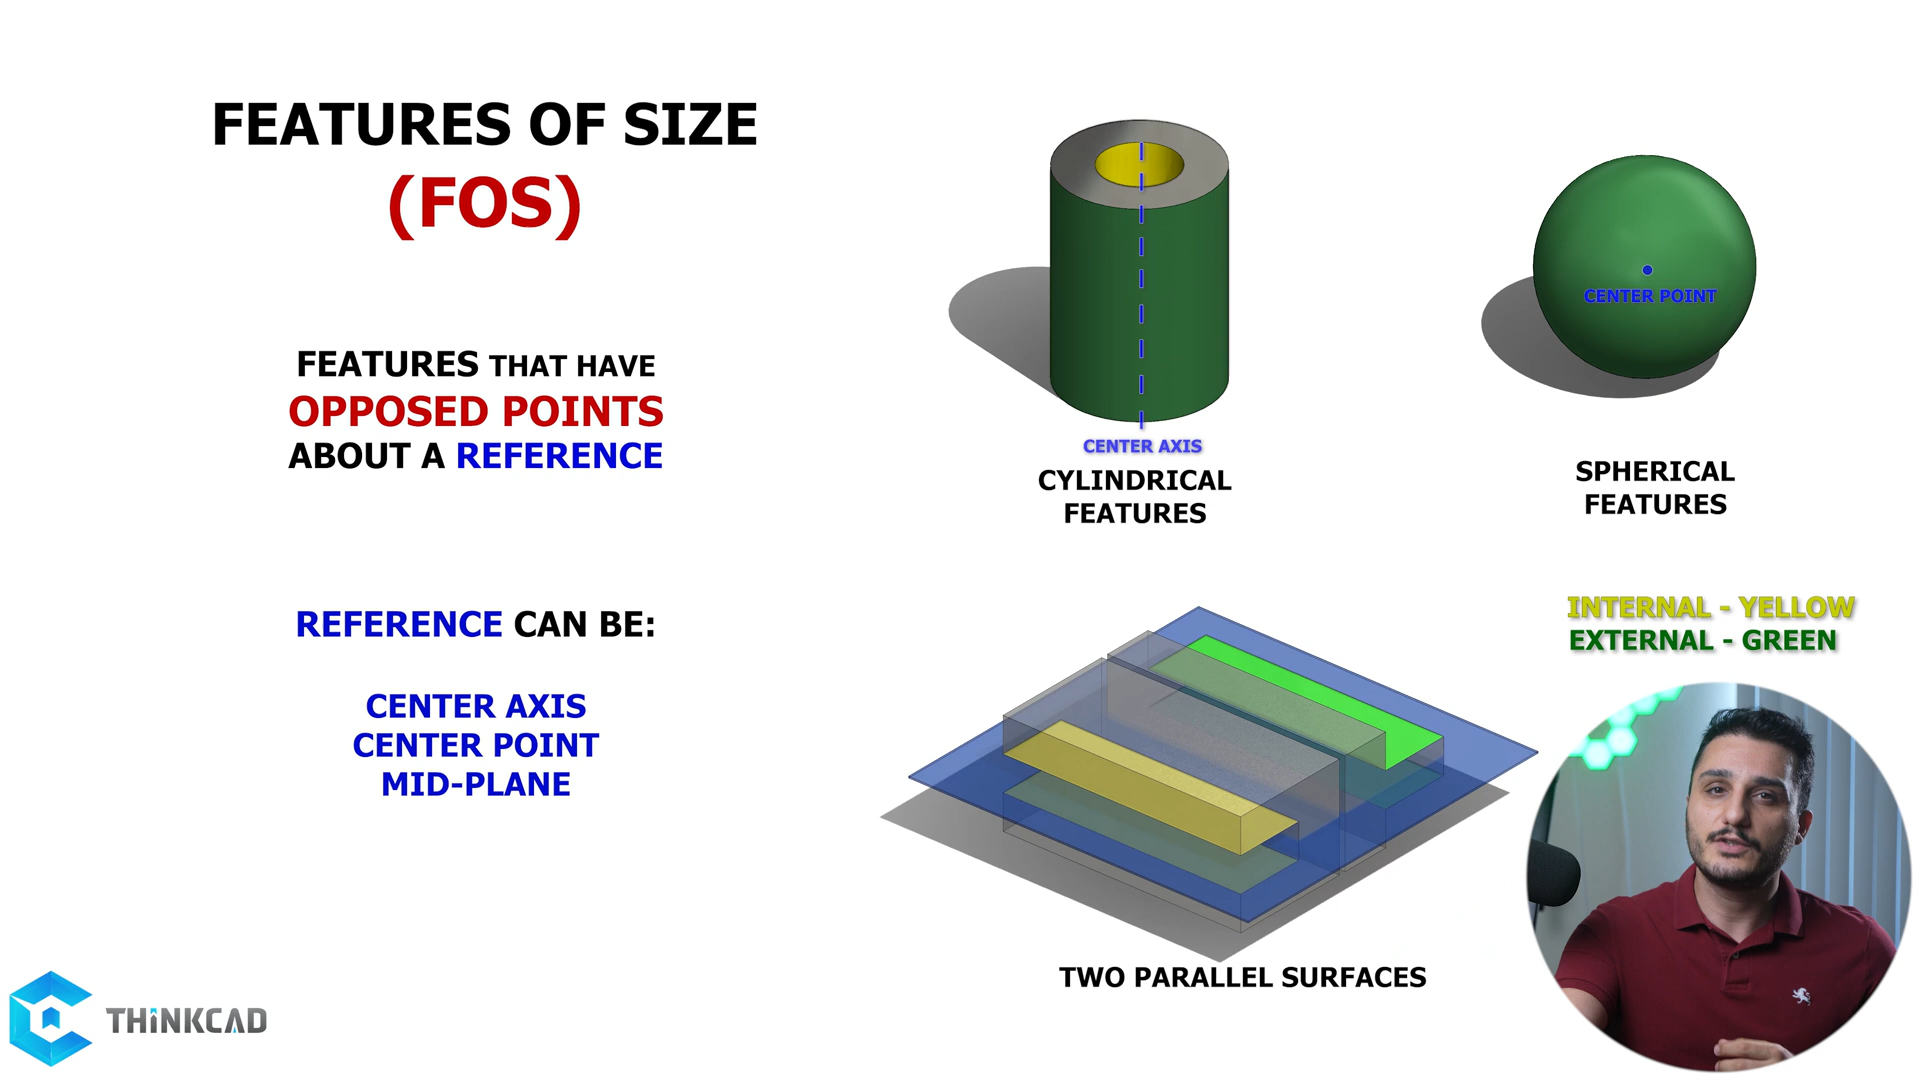 FEATURES OF SIZE
(FOS)
FEATURES THAT HAVE
OPPOSED POINTS
ABOUT A REFERENCE
REFERENCE CAN BE:
CENTER AXIS
CENTER POINT
MID-PLANE
CENTER AXIS
CYLINDRICAL
FEATURES
CENTER POINT
SPHERICAL
FEATURES
INTERNAL - YELLOW
EXTERNAL - GREEN
TWO PARALLEL SURFACES
THiNKCAD